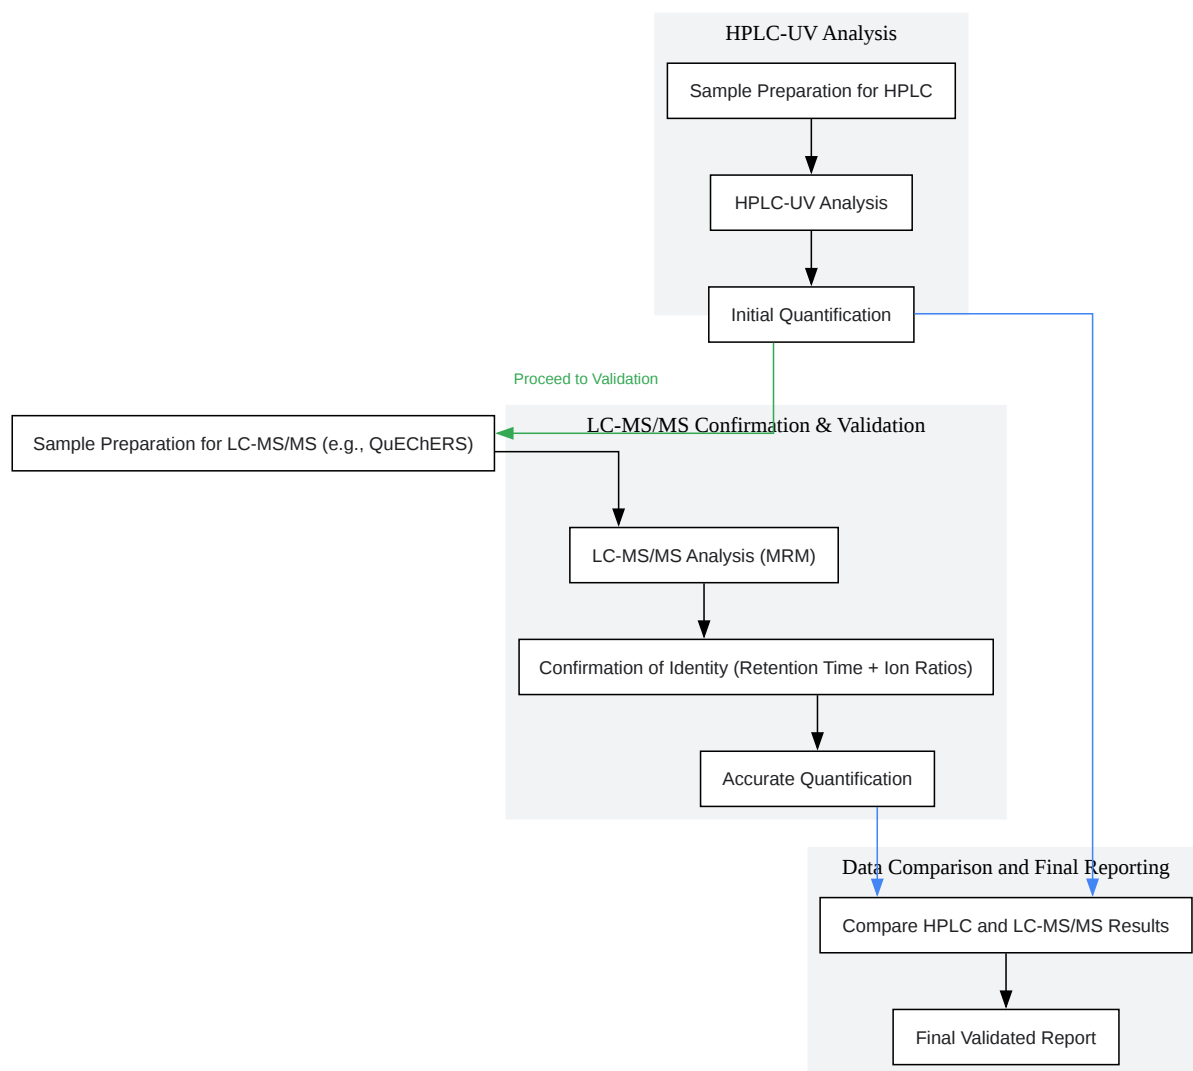 HPLC-UV Analysis
Sample Preparation for HPLC
HPLC-UV Analysis
Initial Quantification
Proceed to Validation
LC-MS/MS Confirmation & Validation
Sample Preparation for LC-MS/MS (e.g., QuEChERS)
LC-MS/MS Analysis (MRM)
Confirmation of Identity (Retention Time + Ion Ratios)
Accurate Quantification
Data Comparison and Final Reporting
Compare HPLC and LC-MS/MS Results
Final Validated Report